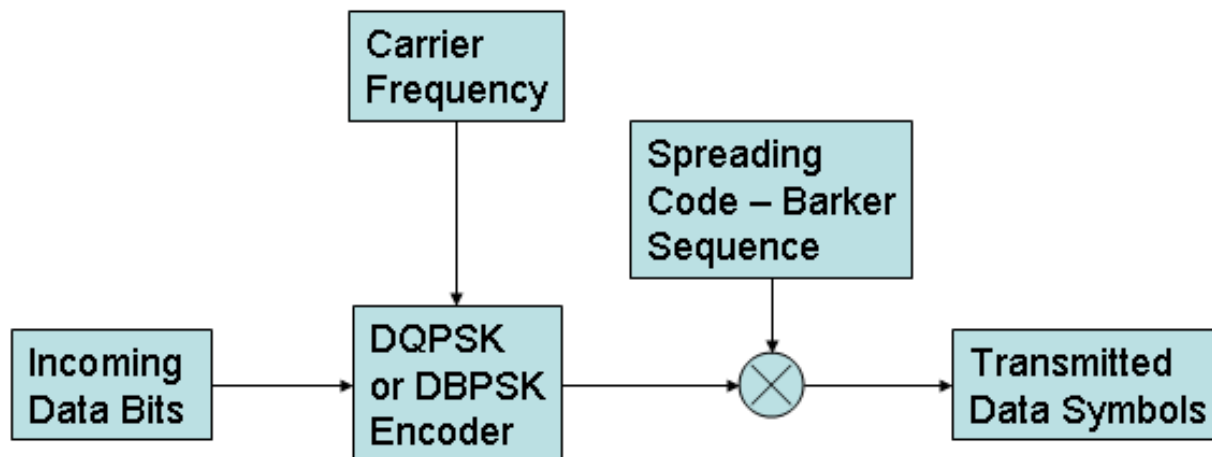 Carrier
Frequency
Spreading
Code – Barker
Sequence
Incoming
Data Bits
DQPSK
or DBPSK
Encoder
Transmitted
Data Symbols